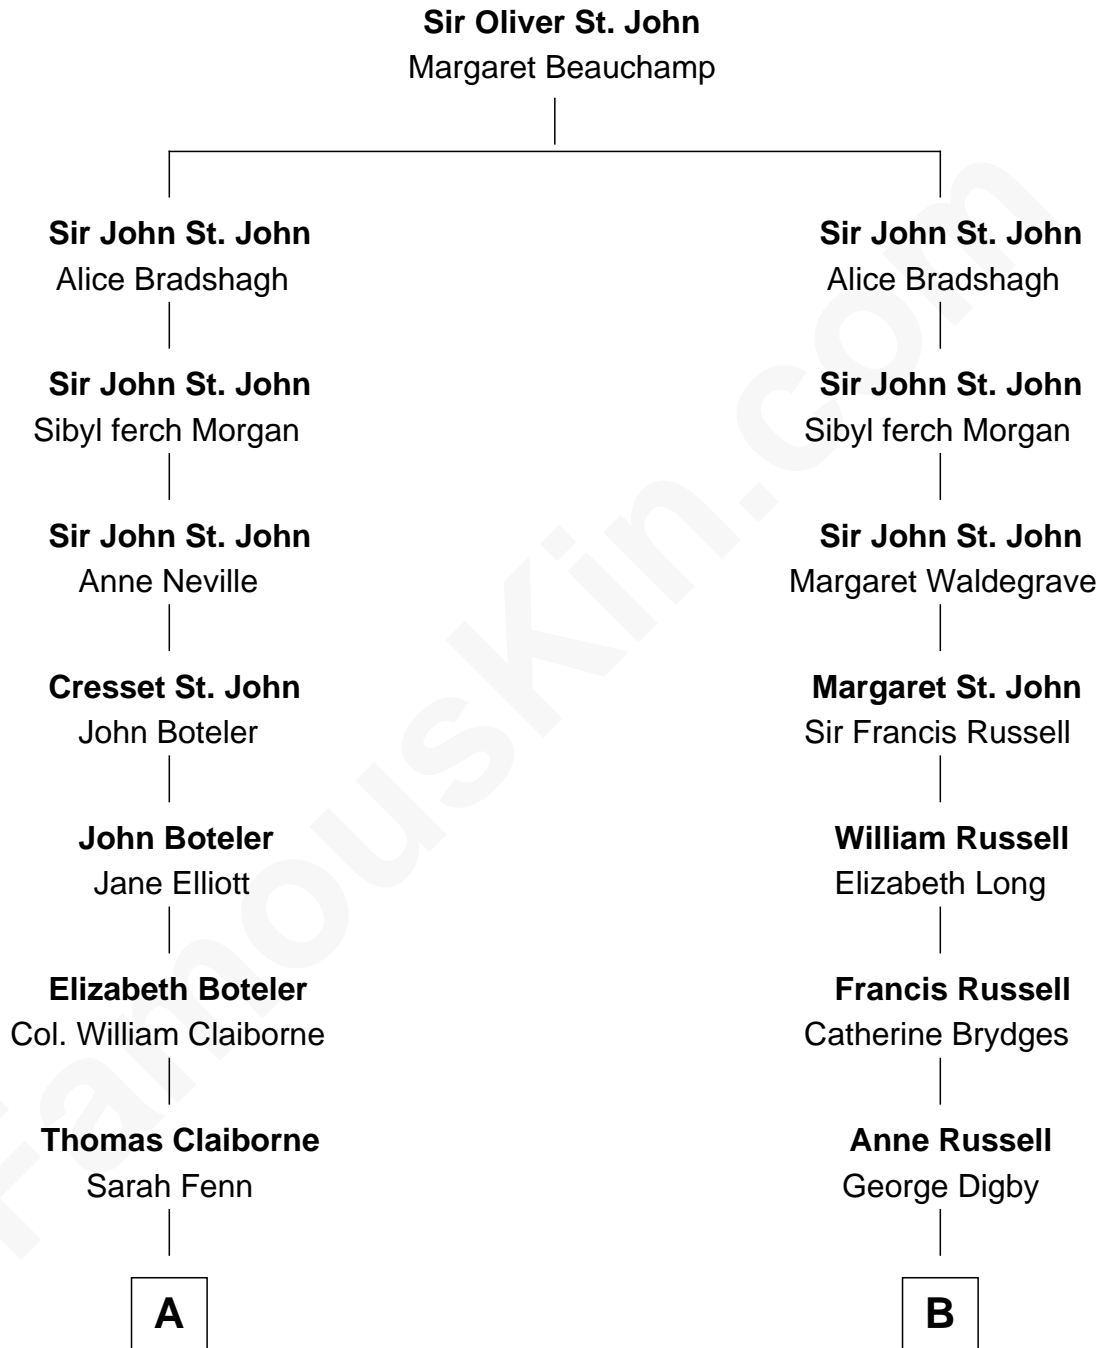 Sir Oliver St. John
Margaret Beauchamp
Sir John St. John
Alice Bradshagh
Sir John St. John
Alice Bradshagh
Sir John St. John
Sibyl ferch Morgan
Sir John St. John
Sibyl ferch Morgan
Sir John St. John
Anne Neville
Sir John St. John
Margaret Waldegrave
Cresset St. John
John Boteler
Margaret St. John
Sir Francis Russell
John Boteler
Jane Elliott
William Russell
Elizabeth Long
Elizabeth Boteler
Col. William Claiborne
Francis Russell
Catherine Brydges
Thomas Claiborne
Sarah Fenn
Anne Russell
George Digby
A
B
FamousKin.com